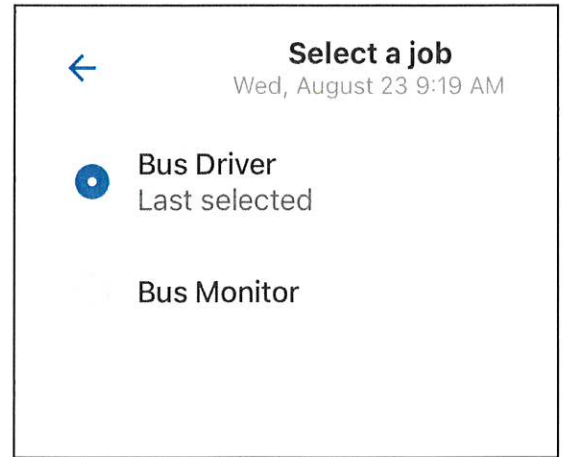 Select a job
Wed, August 23 9:19 AM
Bus Driver
Last selected
Bus Monitor